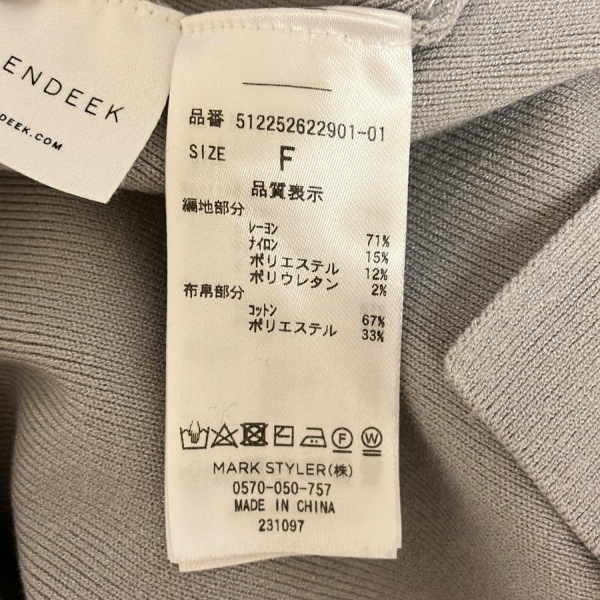 ENDEEK
DEEK.COM
品番 512252622901-01
SIZE F
品質表示
編地部分
レーヨン 71%
ナイロン 15%
ポリエステル 12%
ポリウレタン 2%
布帛部分
コットン 67%
ポリエステル 33%
F W
MARK STYLER(株)
0570-050-757
MADE IN CHINA
231097